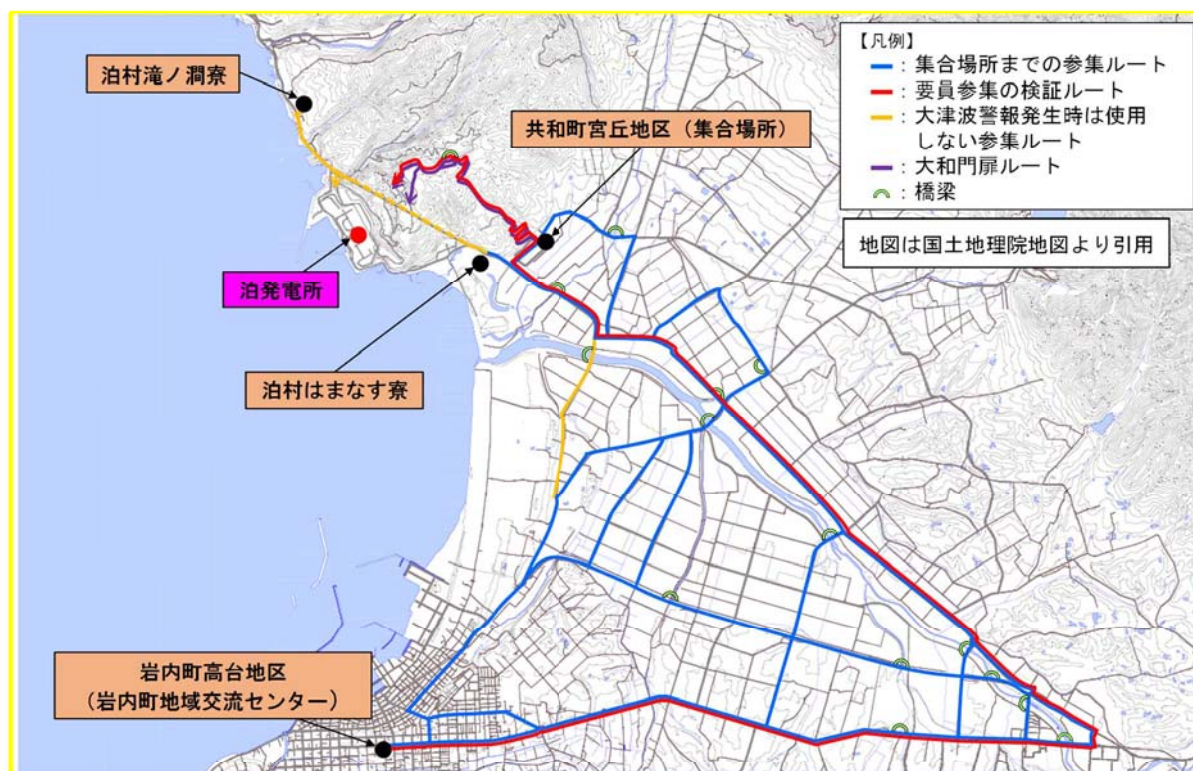 泊村滝ノ澗寮
共和町宮丘地区（集合場所）
【凡例】
：集合場所までの参集ルート
：要員参集の検証ルート
：大津波警報発生時は使用
しない参集ルート
：大和門扉ルート
：橋梁
地図は国土地理院地図より引用
泊発電所
泊村はまなす寮
岩内町高台地区
（岩内町地域交流センター）